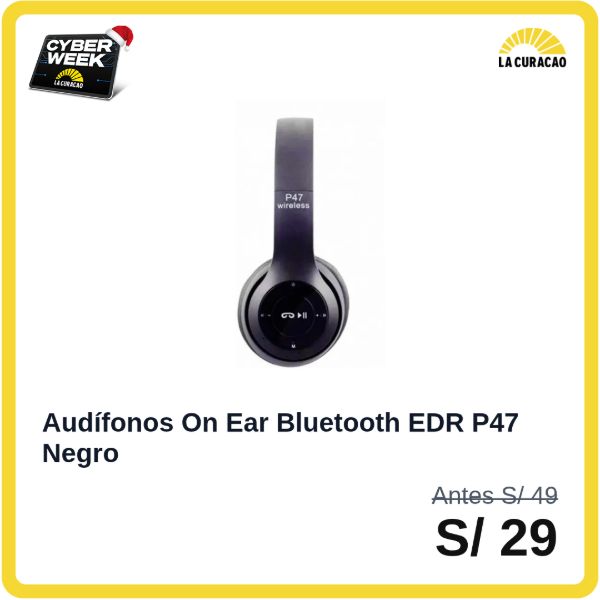 CYBER
WEEK
LA CURACAO
LA CURACAO
P47
wireless
M
Audífonos On Ear Bluetooth EDR P47
Negro
Antes S/ 49
S/ 29